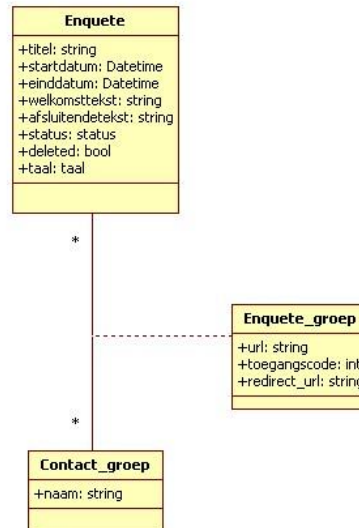 Enquete
+titel: string
+startdatum: Datetime
+einddatum: Datetime
+welkomsttekst: string
+afsluitendetekst: string
+status: status
+deleted: bool
+taal: taal
*
Enquete_groep
+url: string
+toegangscode: int
+redirect_url: string
*
Contact_groep
+naam: string